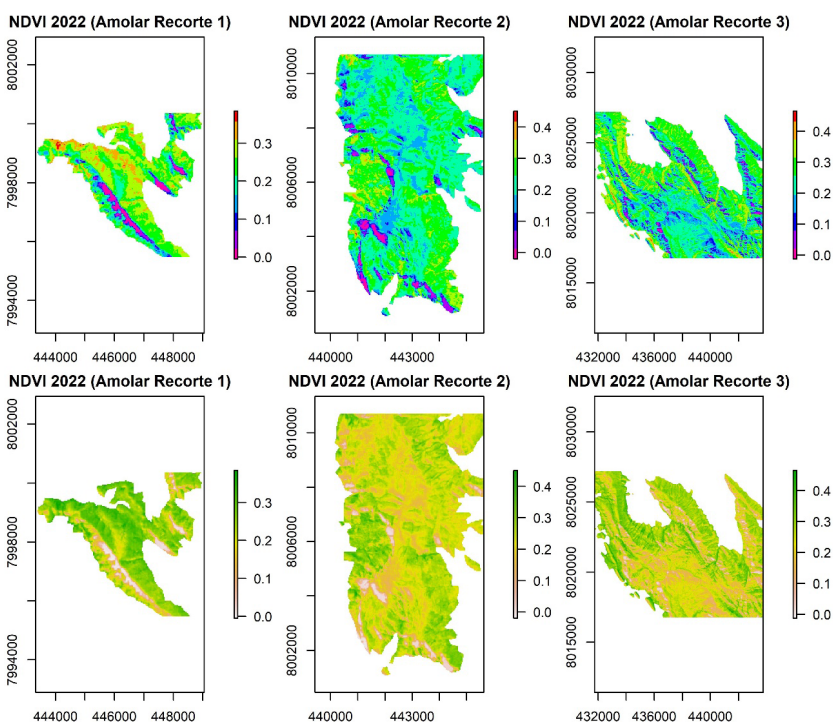 NDVI 2022 (Amolar Recorte 1)
7994000 7998000 8002000
444000 446000 448000
0.0 0.1 0.2 0.3
NDVI 2022 (Amolar Recorte 2)
8002000 8006000 8010000
440000 443000
0.0 0.1 0.2 0.3 0.4
NDVI 2022 (Amolar Recorte 3)
8015000 8020000 8025000 8030000
432000 436000 440000
0.0 0.1 0.2 0.3 0.4
NDVI 2022 (Amolar Recorte 1)
7994000 7998000 8002000
444000 446000 448000
0.0 0.1 0.2 0.3
NDVI 2022 (Amolar Recorte 2)
8002000 8006000 8010000
440000 443000
0.0 0.1 0.2 0.3 0.4
NDVI 2022 (Amolar Recorte 3)
8015000 8020000 8025000 8030000
432000 436000 440000
0.0 0.1 0.2 0.3 0.4